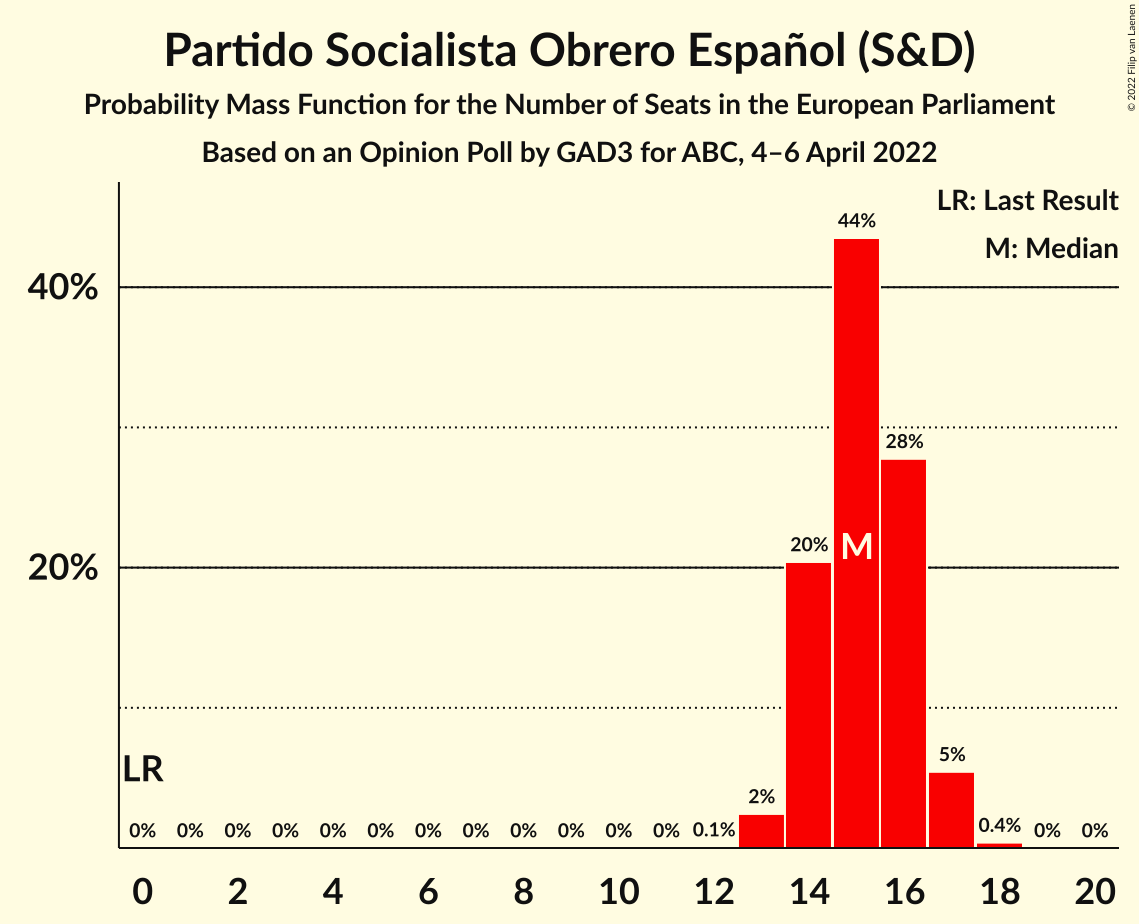 Partido Socialista Obrero Español (S&D)
Probability Mass Function for the Number of Seats in the European Parliament
Based on an Opinion Poll by GAD3 for ABC, 4–6 April 2022
© 2022 Filip van Laenen
LR: Last Result
M: Median
40%
20%
44%
28%
20%
M
5%
2%
LR
0% 0% 0% 0% 0% 0% 0% 0% 0% 0% 0% 0% 0.1% 0.4% 0% 0%
0 2 4 6 8 10 12 14 16 18 20